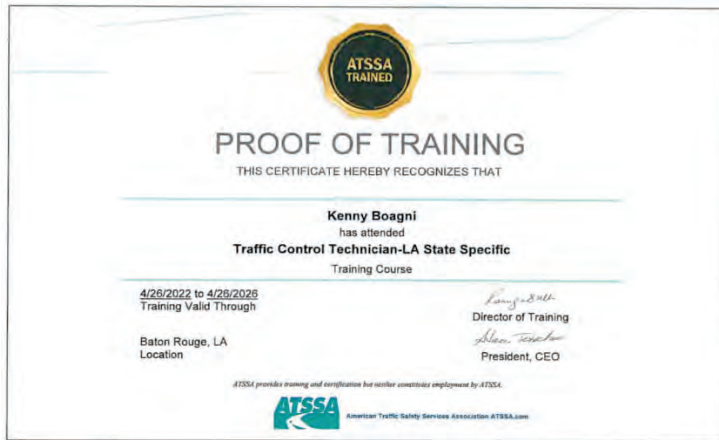 ATSSA
TRAINED
PROOF OF TRAINING
THIS CERTIFICATE HEREBY RECOGNIZES THAT
Kenny Boagni
has attended
Traffic Control Technician-LA State Specific
Training Course
4/26/2022 to 4/26/2026
Training Valid Through
Director of Training
Baton Rouge, LA
Location
President, CEO
ATSSA provides training and certification but neither constitutes employment by ATSSA.
ATSSA
American Traffic Safety Services Association ATSSA.com